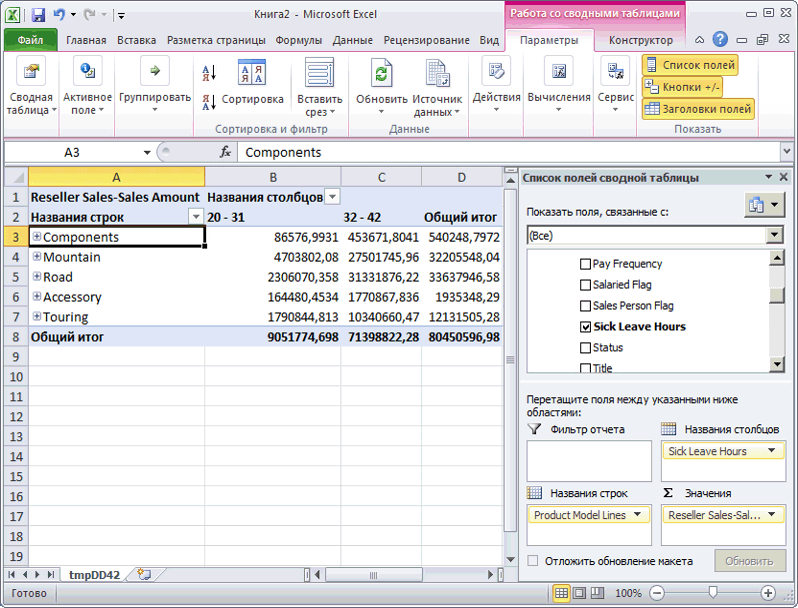 Книга2 - Microsoft Excel
Работа со сводными таблицами
Файл Главная Вставка Разметка страницы Формулы Данные Рецензирование Вид Параметры Конструктор
Сводная таблица
Активное поле
Группировать
Сортировка
Вставить срез
Обновить
Источник данных
Действия
Вычисления
Сервис
Список полей
Кнопки +/-
Заголовки полей
Сортировка и фильтр
Данные
Показать
A3 fx Components
A B C D
1 Reseller Sales-Sales Amount Названия столбцов
2 Названия строк 20 - 31 32 - 42 Общий итог
3 Components 86576,9931 453671,8041 540248,7972
4 Mountain 4703802,08 27501745,96 32205548,04
5 Road 2306070,358 31331876,22 33637946,58
6 Accessory 164480,4534 1770867,836 1935348,29
7 Touring 1790844,813 10340660,47 12131505,28
8 Общий итог 9051774,698 71398822,28 80450596,98
9
10
11
12
13
14
15
16
17
18
19
Список полей сводной таблицы
Показать поля, связанные с:
(Все)
Pay Frequency
Salaried Flag
Sales Person Flag
Sick Leave Hours
Status
Title
Перетащите поля между указанными ниже
областями:
Фильтр отчета
Названия столбцов
Sick Leave Hours
Названия строк
Σ Значения
Product Model Lines
Reseller Sales-Sal...
Отложить обновление макета
Обновить
tmpDD42
Готово
100%